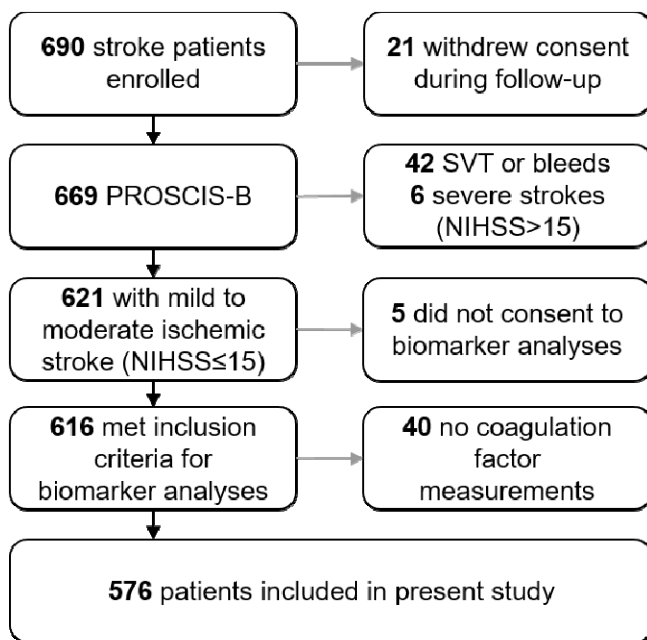 690 stroke patients
enrolled
21 withdrew consent
during follow-up
669 PROSCIS-B
42 SVT or bleeds
6 severe strokes
(NIHSS>15)
621 with mild to
moderate ischemic
stroke (NIHSS≤15)
5 did not consent to
biomarker analyses
616 met inclusion
criteria for
biomarker analyses
40 no coagulation
factor
measurements
576 patients included in present study